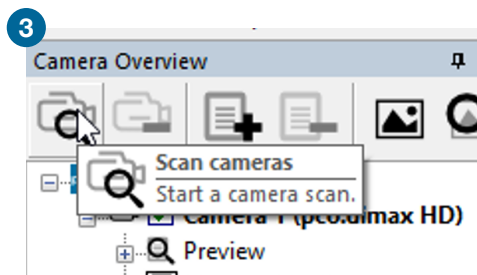 3
Camera Overview
Scan cameras
Start a camera scan.
Camera 1 (pco.dimax HD)
Preview